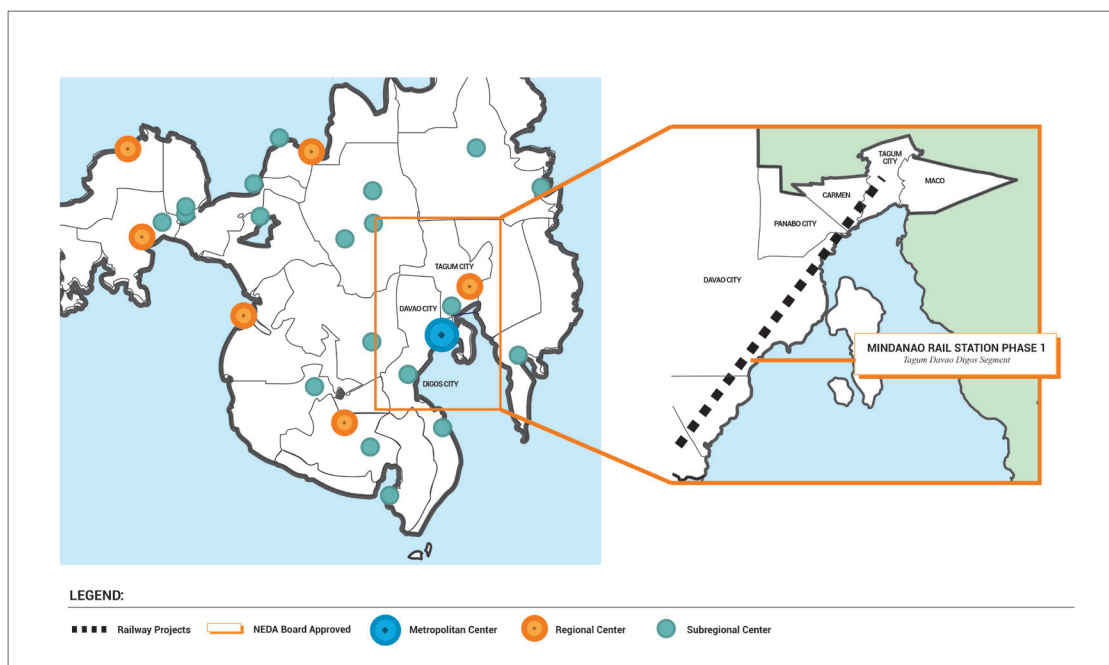 TAGUM CITY
DAVAO CITY
DIGOS CITY
TAGUM
CITY
MACO
CARMEN
PANABO CITY
DAVAO CITY
MINDANAO RAIL STATION PHASE 1
Tagum Davao Digos Segment
LEGEND:
Railway Projects
NEDA Board Approved
Metropolitan Center
Regional Center
Subregional Center